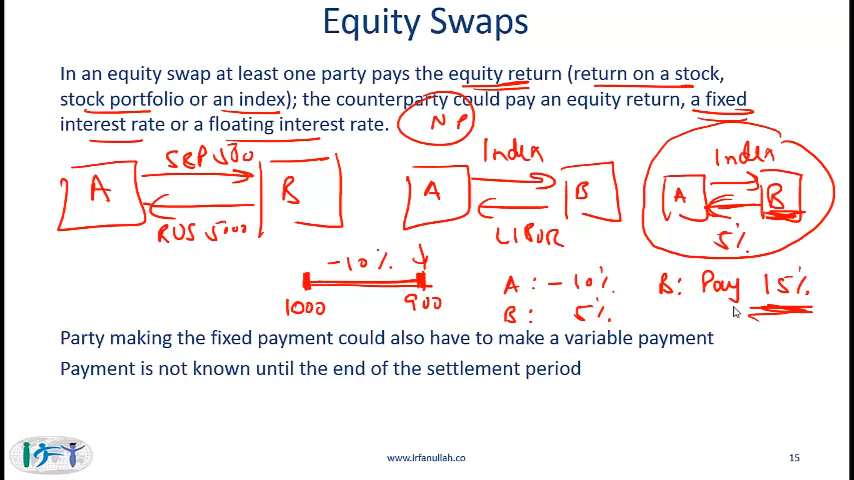 Equity Swaps
In an equity swap at least one party pays the equity return (return on a stock,
stock portfolio or an index); the counterparty could pay an equity return, a fixed
interest rate or a floating interest rate.
NP
S&P 500
A
B
RUS 5000
Index
A
B
LIBOR
Index
A
B
5%
-10%
1000
900
A: -10%
B: 5%
B: Pay 15%
Party making the fixed payment could also have to make a variable payment
Payment is not known until the end of the settlement period
www.irfanullah.co
15